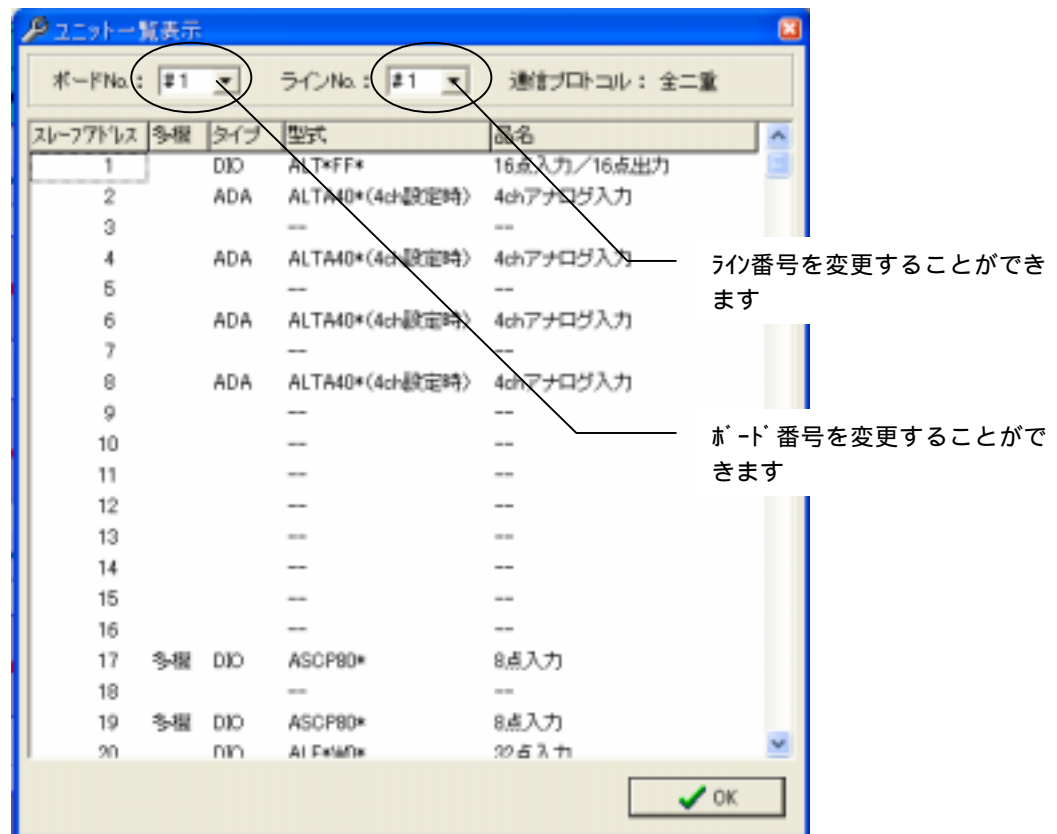 ユニット一覧表示
ボードNo.： #1 ラインNo.： #1 通信プロトコル： 全二重
スレーブアドレス 多機 タイプ 型式 品名
1 DIO ALT*FF* 16点入力／16点出力
2 ADA ALTA40*(4ch設定時) 4chアナログ入力
3 -- --
4 ADA ALTA40*(4ch設定時) 4chアナログ入力
5 -- --
6 ADA ALTA40*(4ch設定時) 4chアナログ入力
7 -- --
8 ADA ALTA40*(4ch設定時) 4chアナログ入力
9 -- --
10 -- --
11 -- --
12 -- --
13 -- --
14 -- --
15 -- --
16 -- --
17 多機 DIO ASCP80* 8点入力
18 -- --
19 多機 DIO ASCP80* 8点入力
20 DIO 32点入力
OK
ﾗｲﾝ番号を変更することができ
ます
ﾎﾞｰﾄﾞ番号を変更することがで
きます